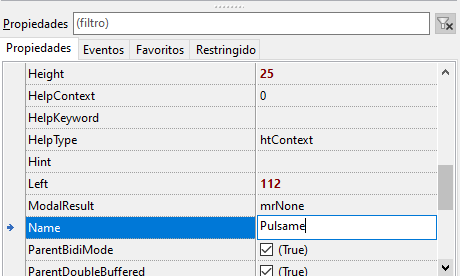 Propiedades (filtro)
Propiedades Eventos Favoritos Restringido
Height 25
HelpContext 0
HelpKeyword
HelpType htContext
Hint
Left 112
ModalResult mrNone
Name Pulsame
ParentBidiMode (True)
ParentDoubleBuffered (True)